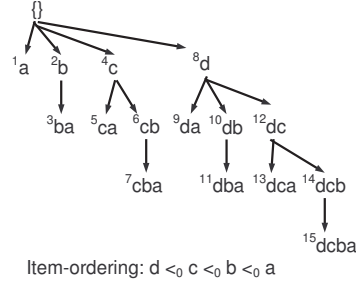 {}
¹a ²b ⁴c ⁸d
³ba ⁵ca ⁶cb ⁹da ¹⁰db ¹²dc
⁷cba ¹¹dba ¹³dca ¹⁴dcb
¹⁵dcba
Item-ordering: d <₀ c <₀ b <₀ a